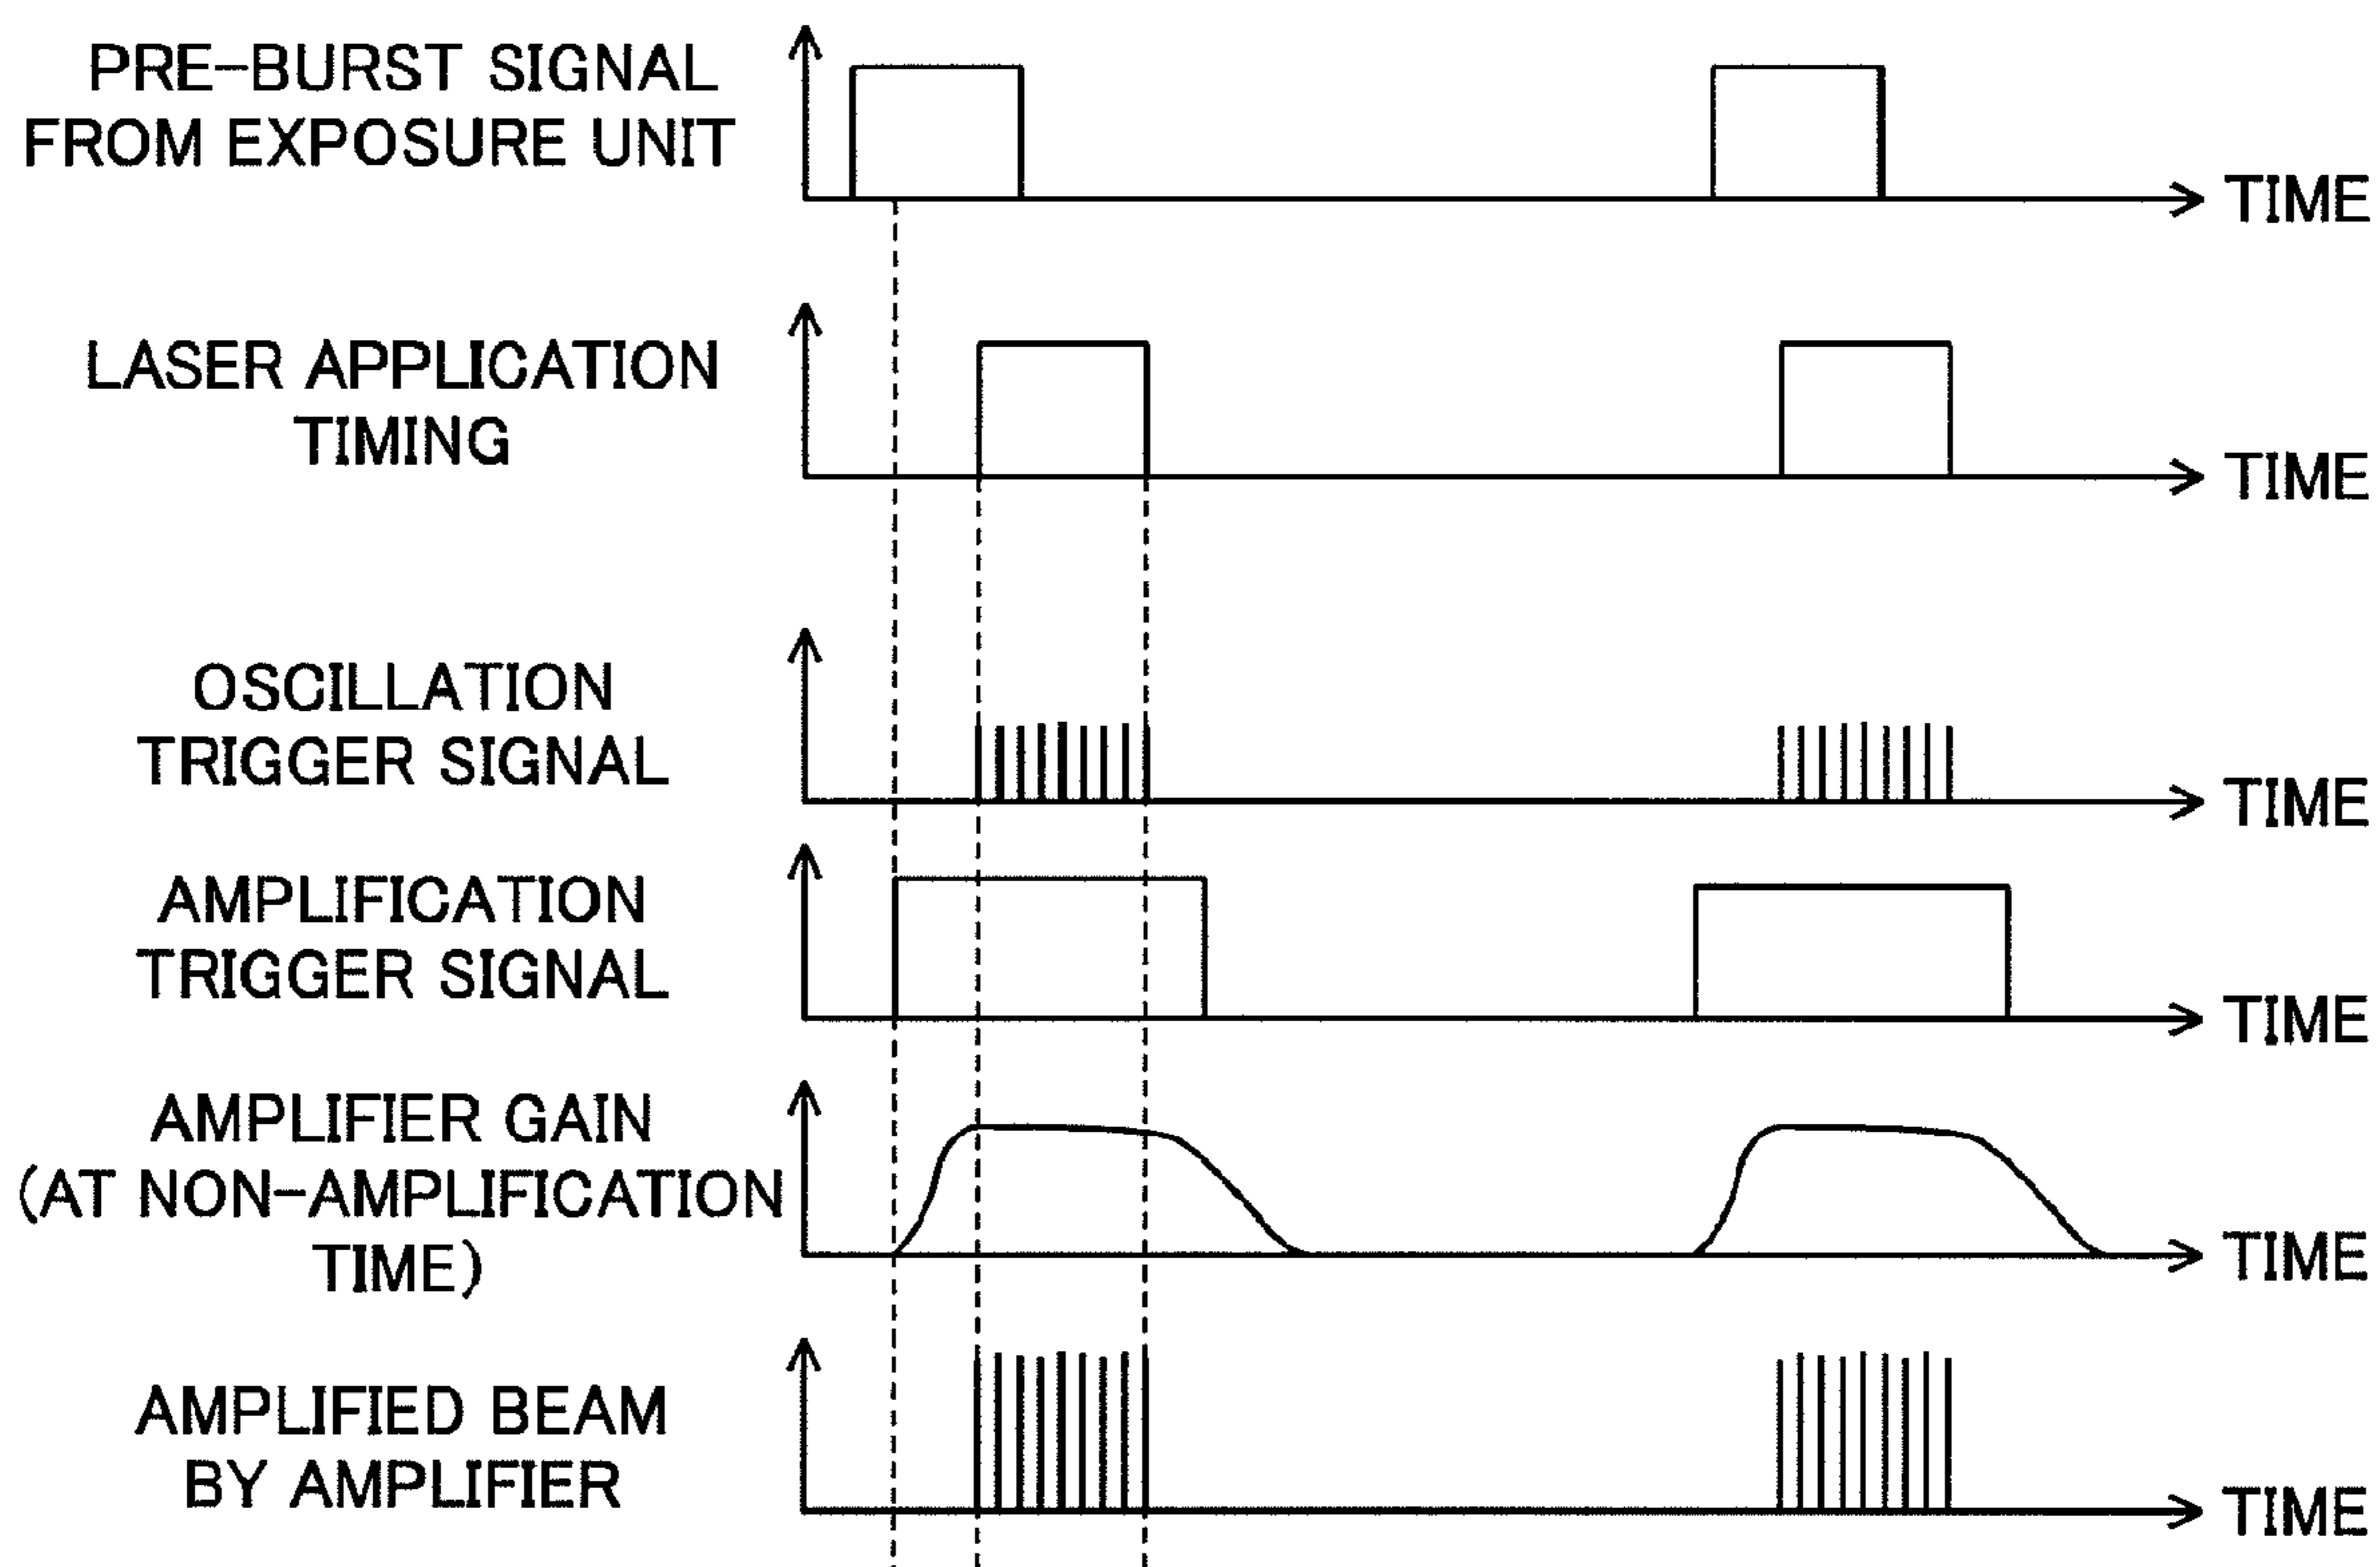 PRE-BURST SIGNAL
FROM EXPOSURE UNIT
TIME
LASER APPLICATION
TIMING
TIME
OSCILLATION
TRIGGER SIGNAL
TIME
AMPLIFICATION
TRIGGER SIGNAL
TIME
AMPLIFIER GAIN
(AT NON-AMPLIFICATION
TIME)
TIME
AMPLIFIED BEAM
BY AMPLIFIER
TIME